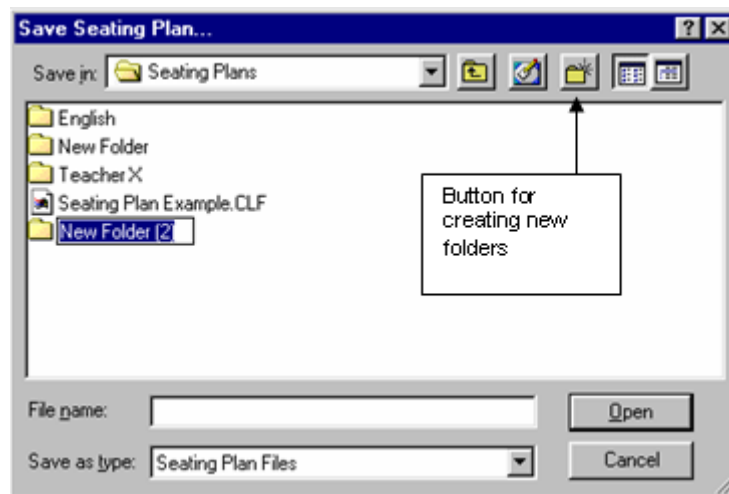 Save Seating Plan...
Save in: Seating Plans
English
New Folder
Teacher X
Seating Plan Example.CLF
New Folder (2)
Button for
creating new
folders
File name:
Open
Save as type: Seating Plan Files
Cancel